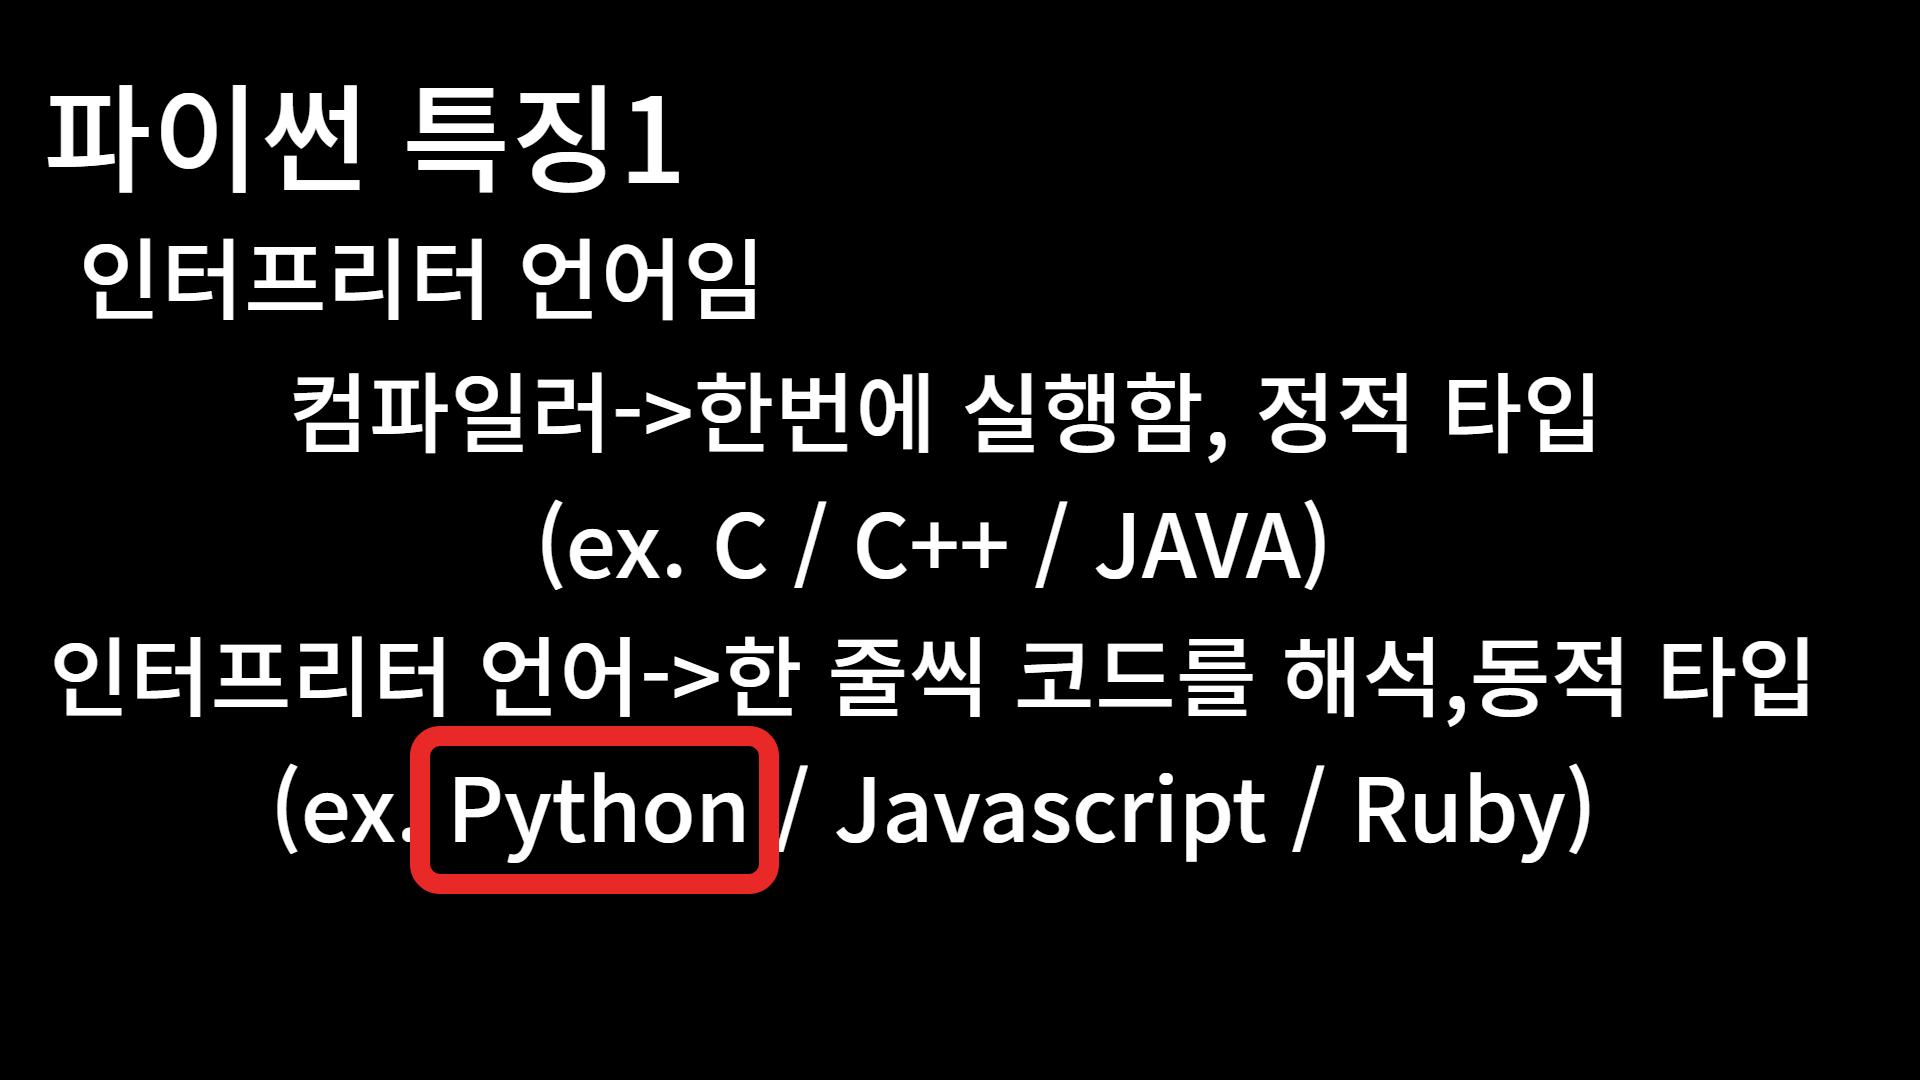 파이썬 특징1
인터프리터 언어임
컴파일러->한번에 실행함, 정적 타입
(ex. C / C++ / JAVA)
인터프리터 언어->한 줄씩 코드를 해석,동적 타입
(ex. Python / Javascript / Ruby)